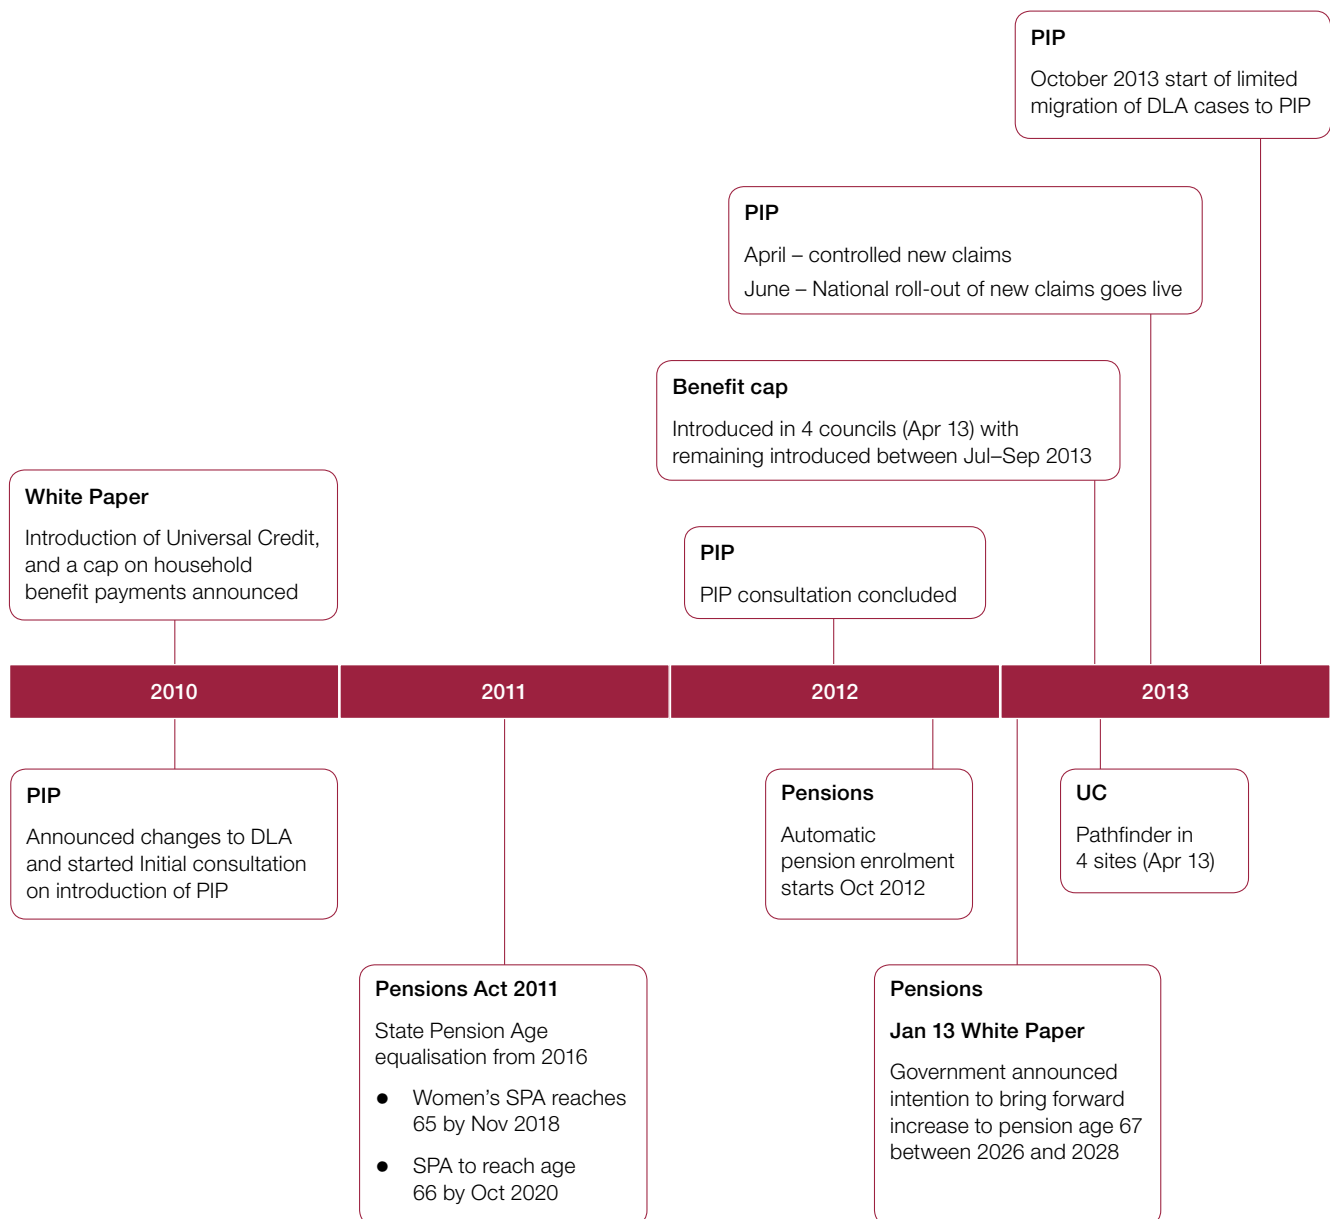 PIP
October 2013 start of limited
migration of DLA cases to PIP
PIP
April – controlled new claims
June – National roll-out of new claims goes live
Benefit cap
Introduced in 4 councils (Apr 13) with
remaining introduced between Jul–Sep 2013
White Paper
Introduction of Universal Credit,
and a cap on household
benefit payments announced
PIP
PIP consultation concluded
2010
2011
2012
2013
PIP
Announced changes to DLA
and started Initial consultation
on introduction of PIP
Pensions
Automatic
pension enrolment
starts Oct 2012
UC
Pathfinder in
4 sites (Apr 13)
Pensions Act 2011
State Pension Age
equalisation from 2016
● Women’s SPA reaches
65 by Nov 2018
● SPA to reach age
66 by Oct 2020
Pensions
Jan 13 White Paper
Government announced
intention to bring forward
increase to pension age 67
between 2026 and 2028